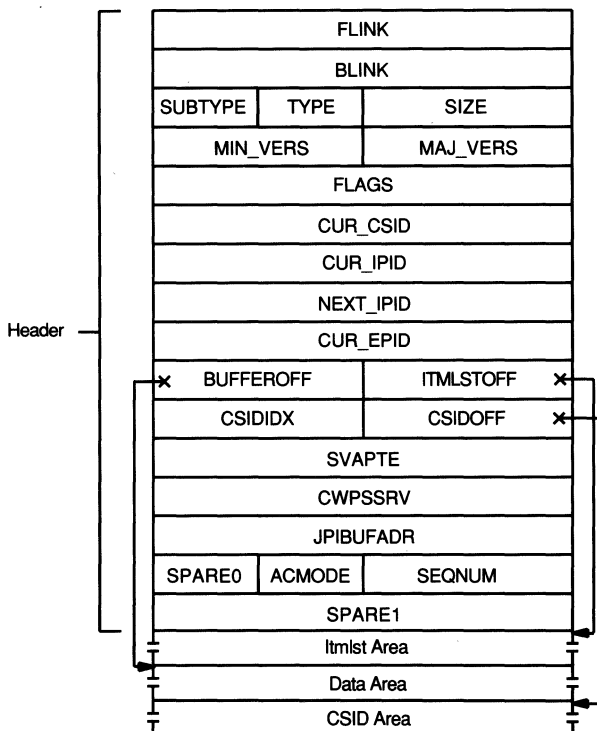 FLINK
BLINK
SUBTYPE TYPE SIZE
MIN_VERS MAJ_VERS
FLAGS
CUR_CSID
CUR_IPID
NEXT_IPID
Header
CUR_EPID
BUFFEROFF ITMLSTOFF
CSIDIDX CSIDOFF
SVAPTE
CWPSSRV
JPIBUFADR
SPARE0 ACMODE SEQNUM
SPARE1
Itmlst Area
Data Area
CSID Area